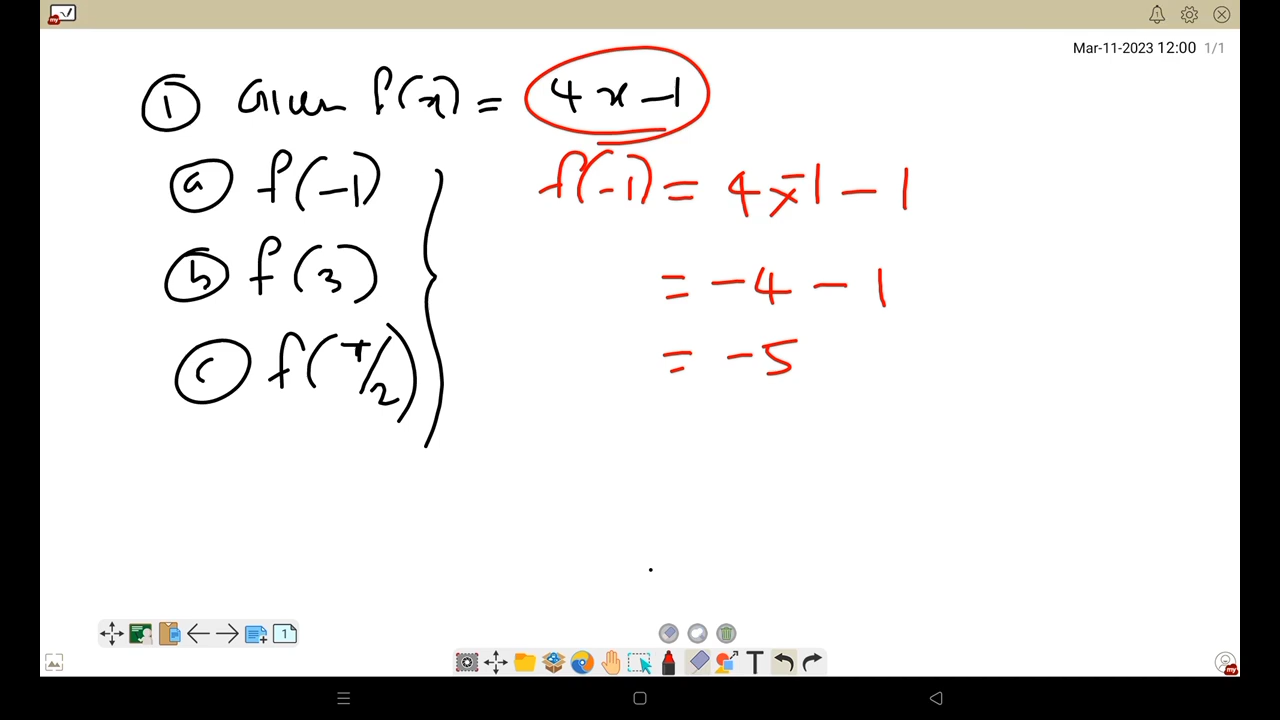 Mar-11-2023 12:00 1/1
① Given f(x) = 4x-1
ⓐ f(-1)
f(-1) = 4x-1 - 1
ⓑ f(3)
= -4 - 1
ⓒ f(+/2)
= -5
1
T